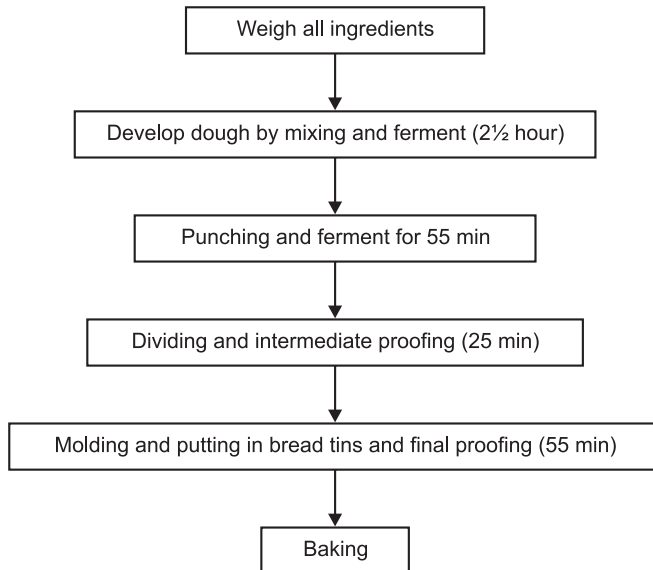 Weigh all ingredients
Develop dough by mixing and ferment (2½ hour)
Punching and ferment for 55 min
Dividing and intermediate proofing (25 min)
Molding and putting in bread tins and final proofing (55 min)
Baking